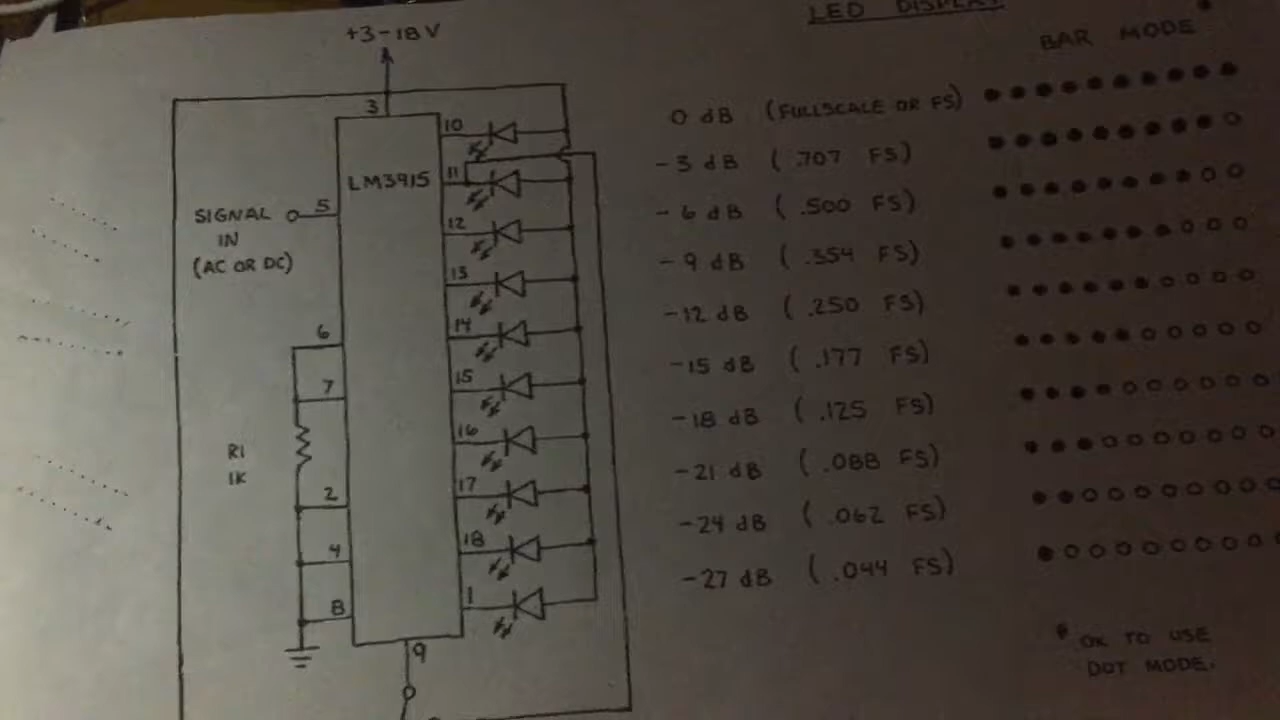 LED DISPLAY
+3-18V
BAR MODE *
3
10
0 dB (FULLSCALE OR FS)
LM3915
11
-3 dB ( .707 FS)
SIGNAL
IN
(AC OR DC)
5
12
-6 dB ( .500 FS)
13
-9 dB ( .354 FS)
6
14
-12 dB ( .250 FS)
7
15
-15 dB ( .177 FS)
R1
1K
16
-18 dB ( .125 FS)
2
17
-21 dB ( .088 FS)
4
18
-24 dB ( .062 FS)
8
1
-27 dB ( .044 FS)
9
* OK TO USE
DOT MODE.